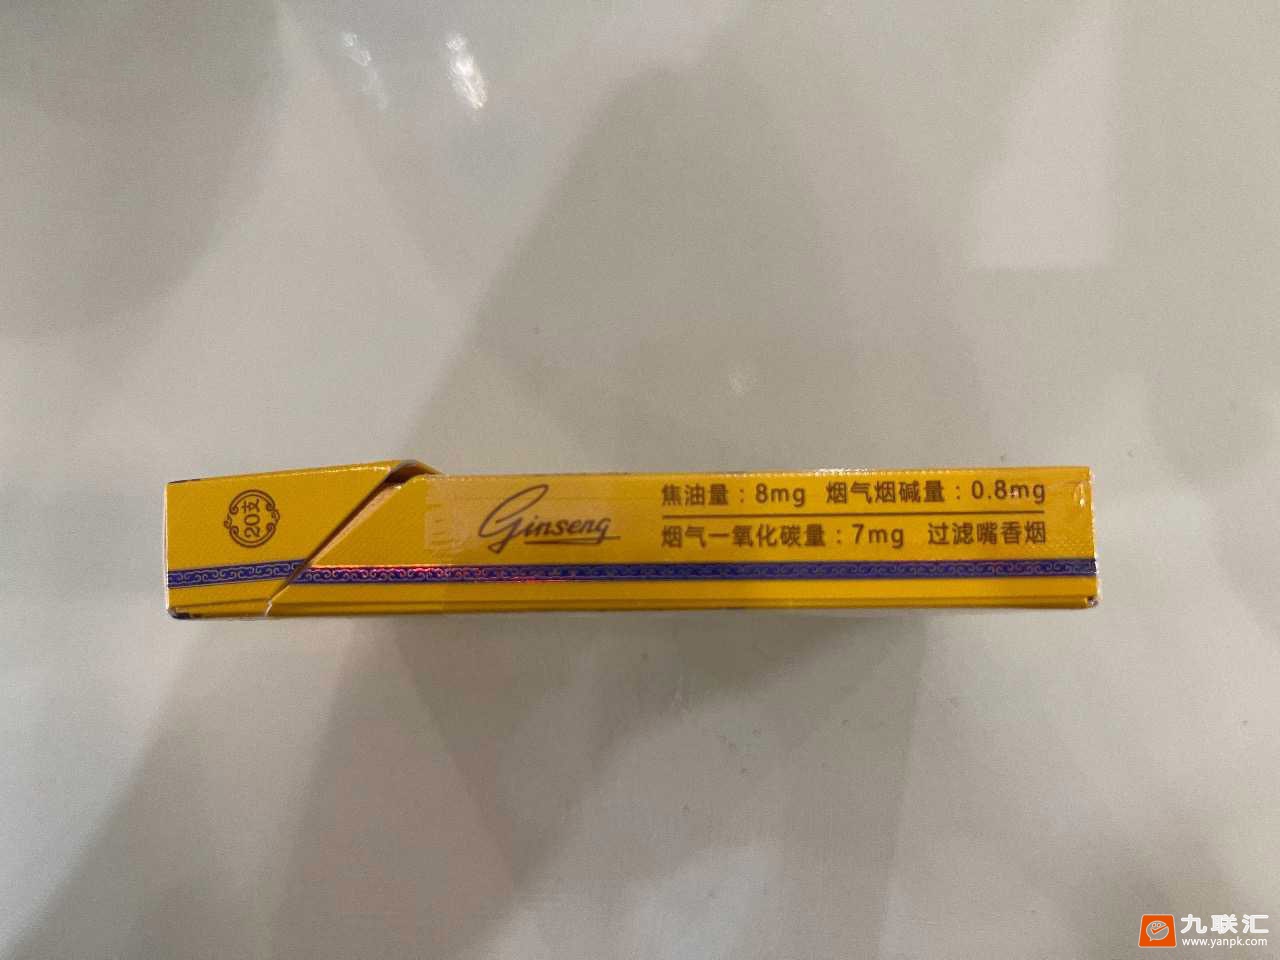 20支
Ginseng
焦油量：8mg 烟气烟碱量：0.8mg
烟气一氧化碳量：7mg 过滤嘴香烟
九联汇
www.yanpk.com